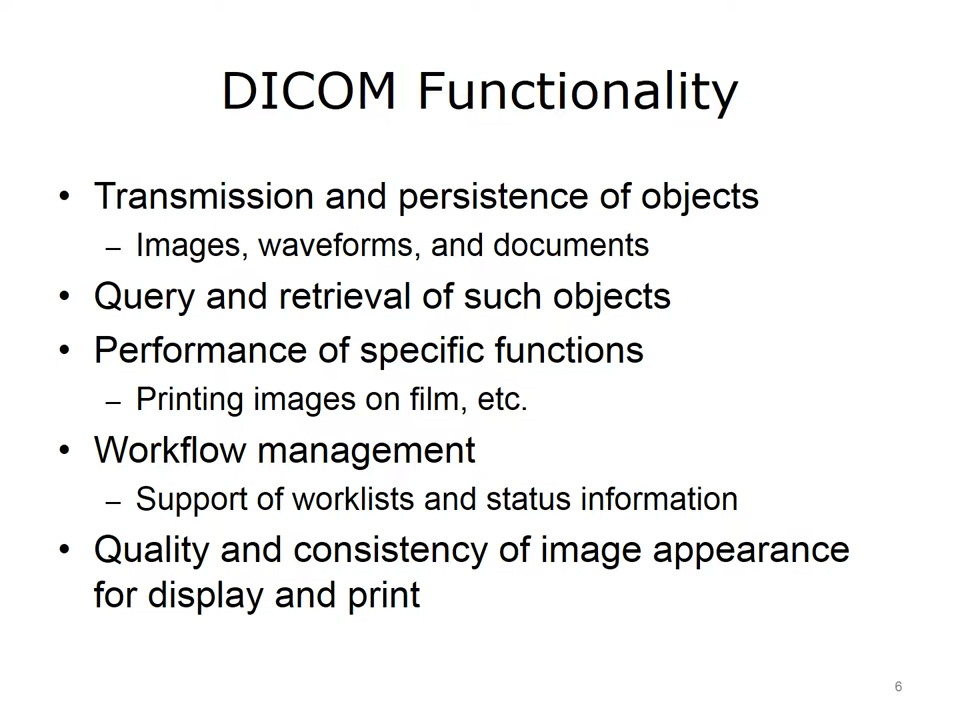 DICOM Functionality
• Transmission and persistence of objects
– Images, waveforms, and documents
• Query and retrieval of such objects
• Performance of specific functions
– Printing images on film, etc.
• Workflow management
– Support of worklists and status information
• Quality and consistency of image appearance
for display and print
6